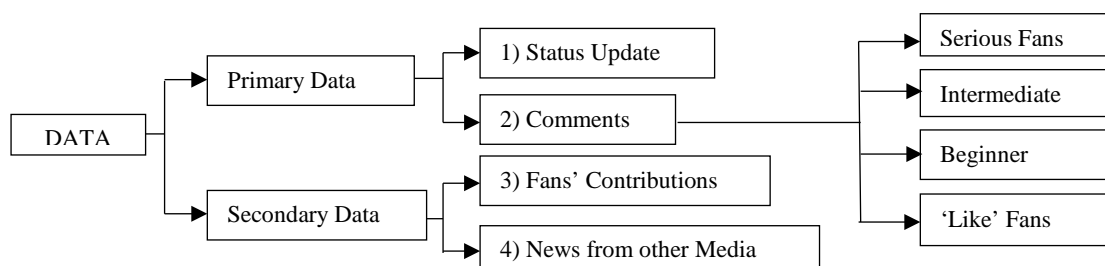 DATA
Primary Data
Secondary Data
1) Status Update
2) Comments
3) Fans’ Contributions
4) News from other Media
Serious Fans
Intermediate
Beginner
‘Like’ Fans